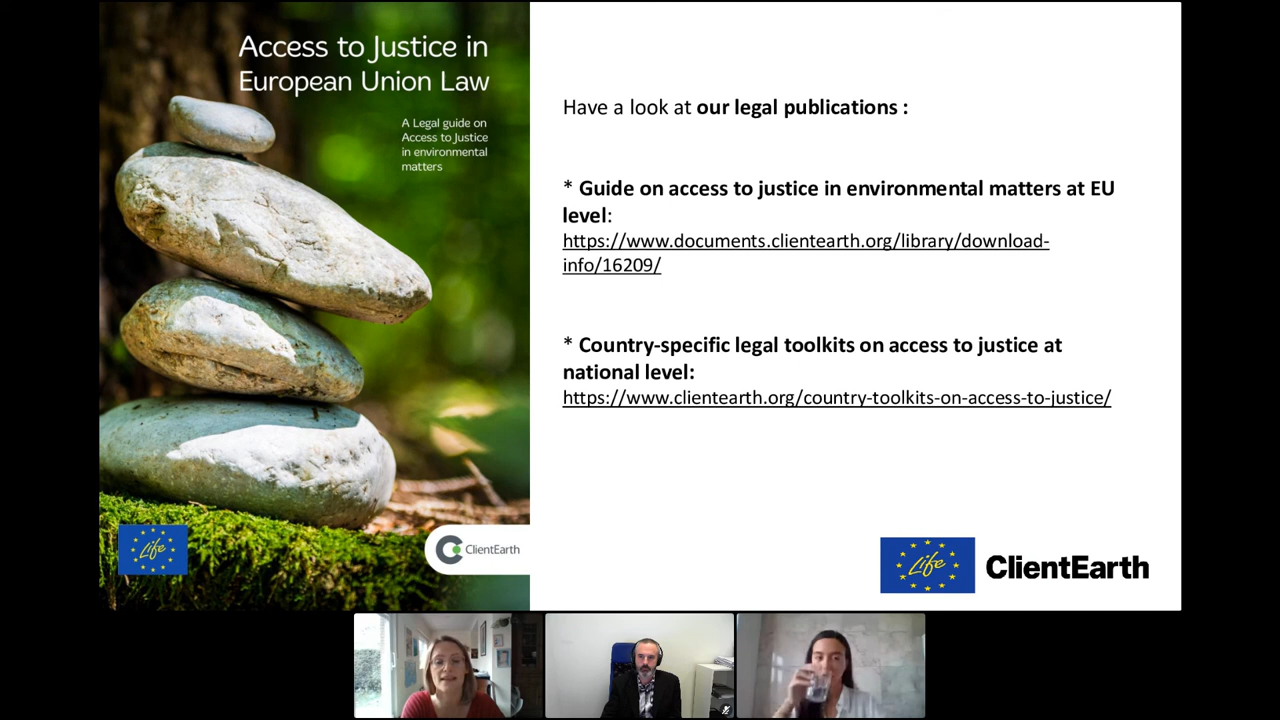 Access to Justice in
European Union Law
A Legal guide on
Access to Justice
in environmental
matters
Life
ClientEarth
Have a look at our legal publications :
* Guide on access to justice in environmental matters at EU
level:
https://www.documents.clientearth.org/library/download-
info/16209/
* Country-specific legal toolkits on access to justice at
national level:
https://www.clientearth.org/country-toolkits-on-access-to-justice/
Life
ClientEarth